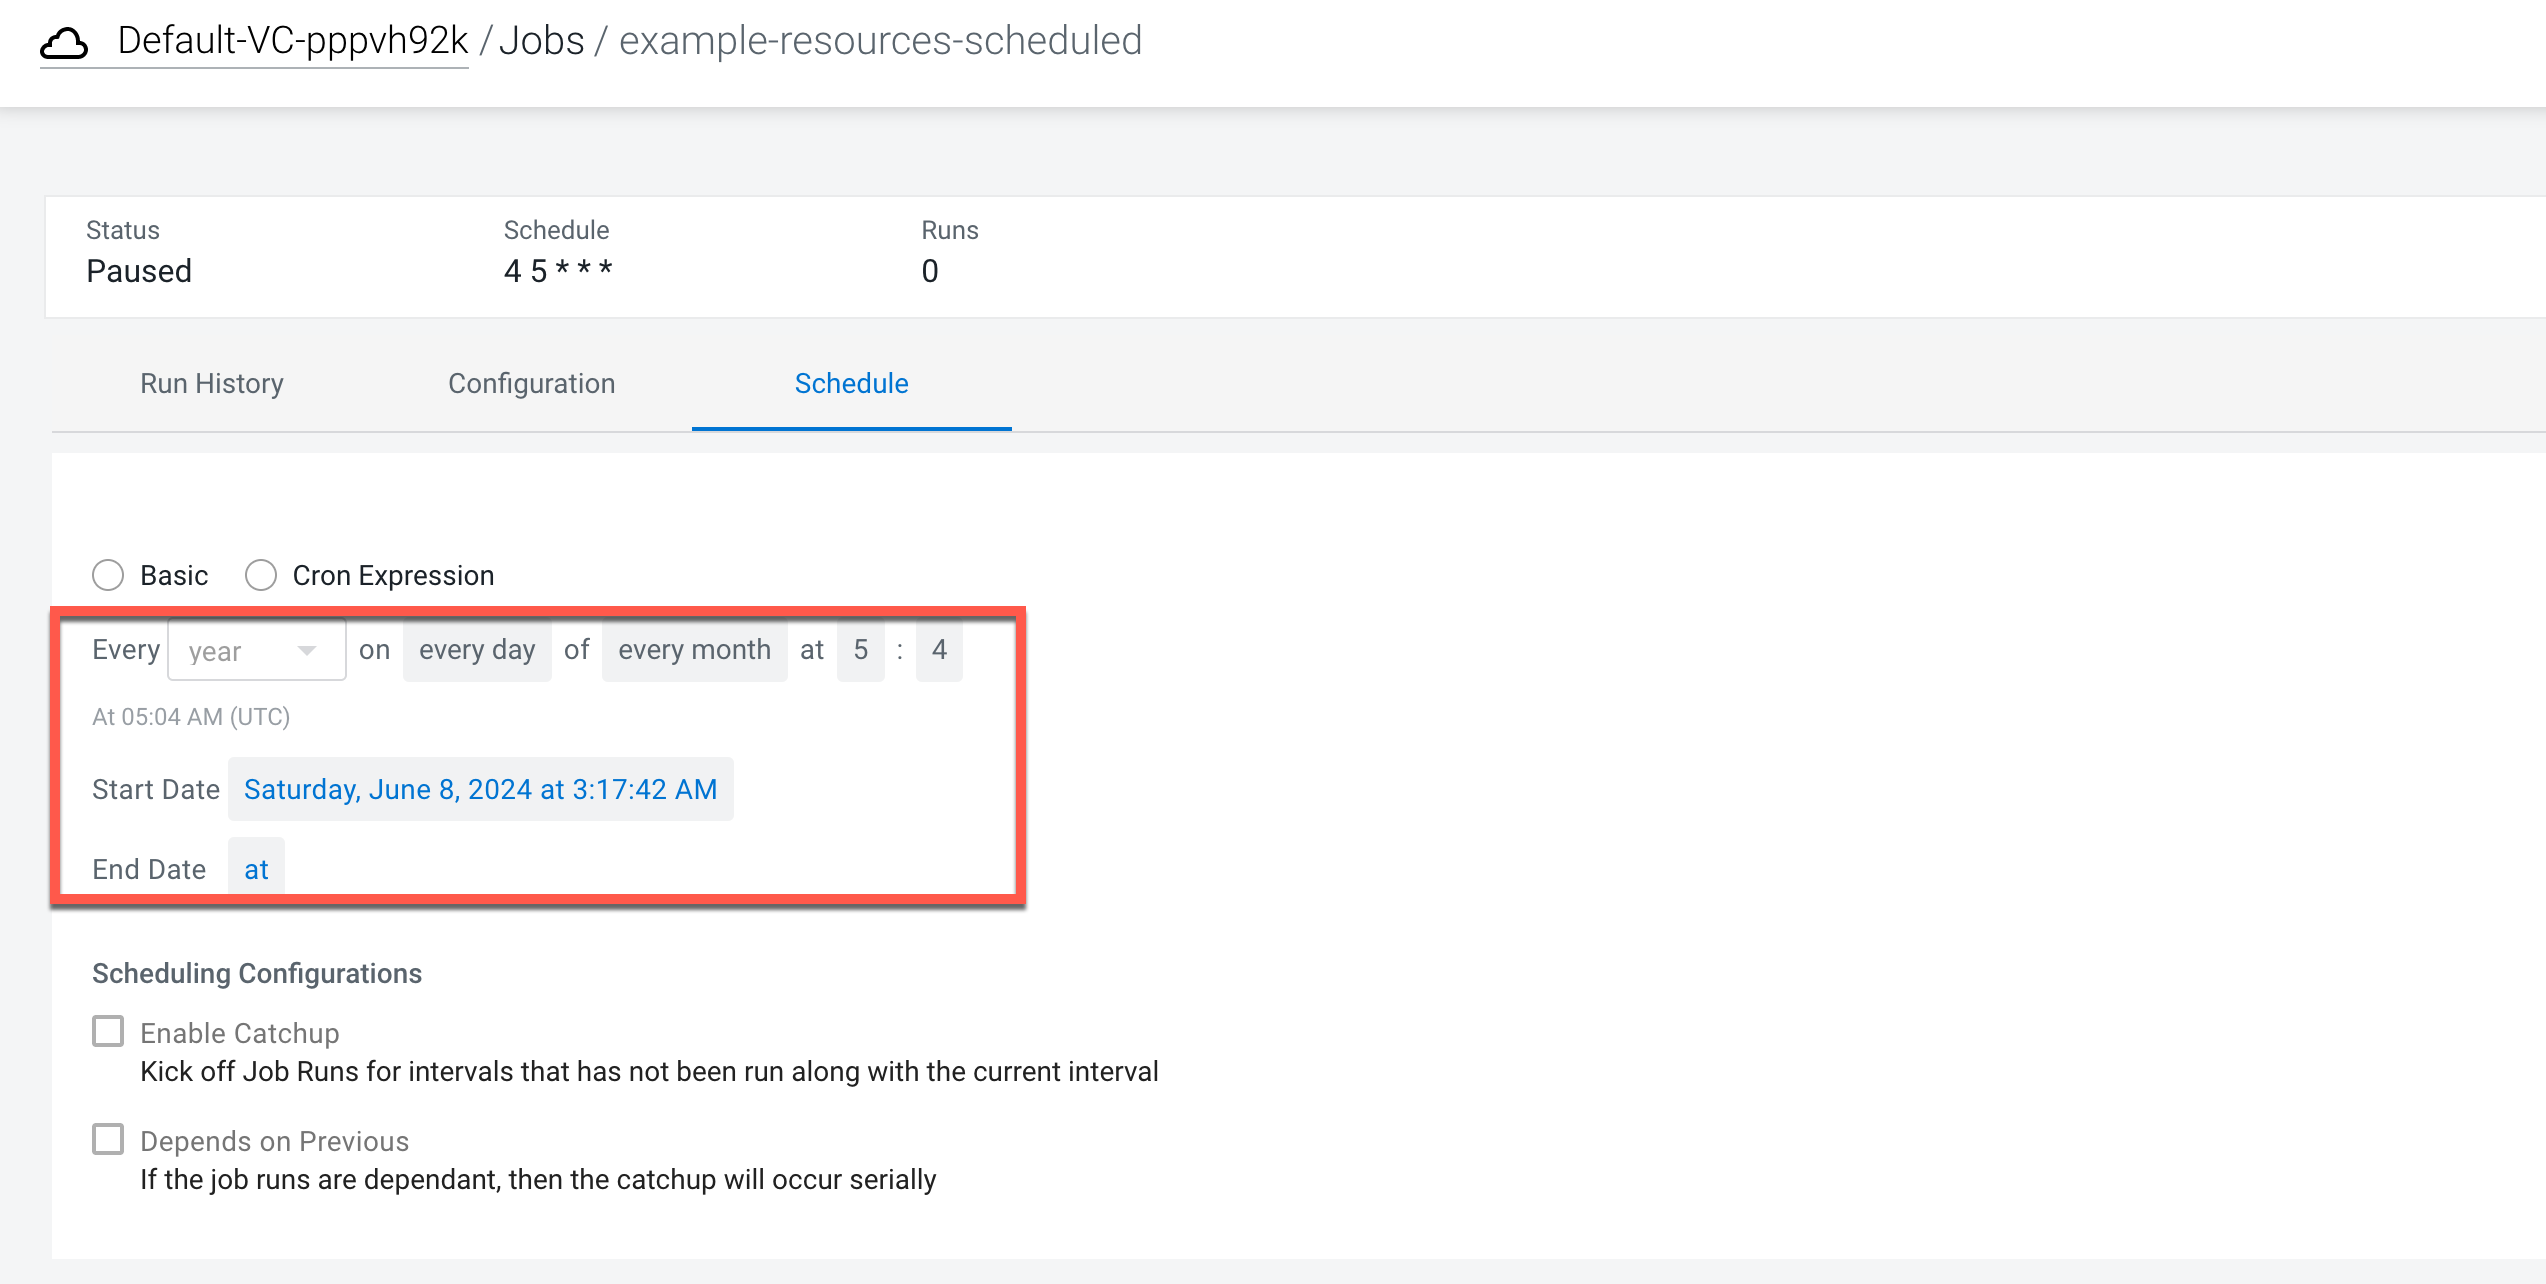 Default-VC-pppvh92k / Jobs / example-resources-scheduled
Status Schedule Runs
Paused 4 5 * * * 0
Run History Configuration Schedule
Basic Cron Expression
Every year on every day of every month at 5 : 4
At 05:04 AM (UTC)
Start Date Saturday, June 8, 2024 at 3:17:42 AM
End Date at
Scheduling Configurations
Enable Catchup
Kick off Job Runs for intervals that has not been run along with the current interval
Depends on Previous
If the job runs are dependant, then the catchup will occur serially